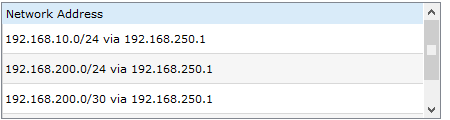 Network Address
192.168.10.0/24 via 192.168.250.1
192.168.200.0/24 via 192.168.250.1
192.168.200.0/30 via 192.168.250.1